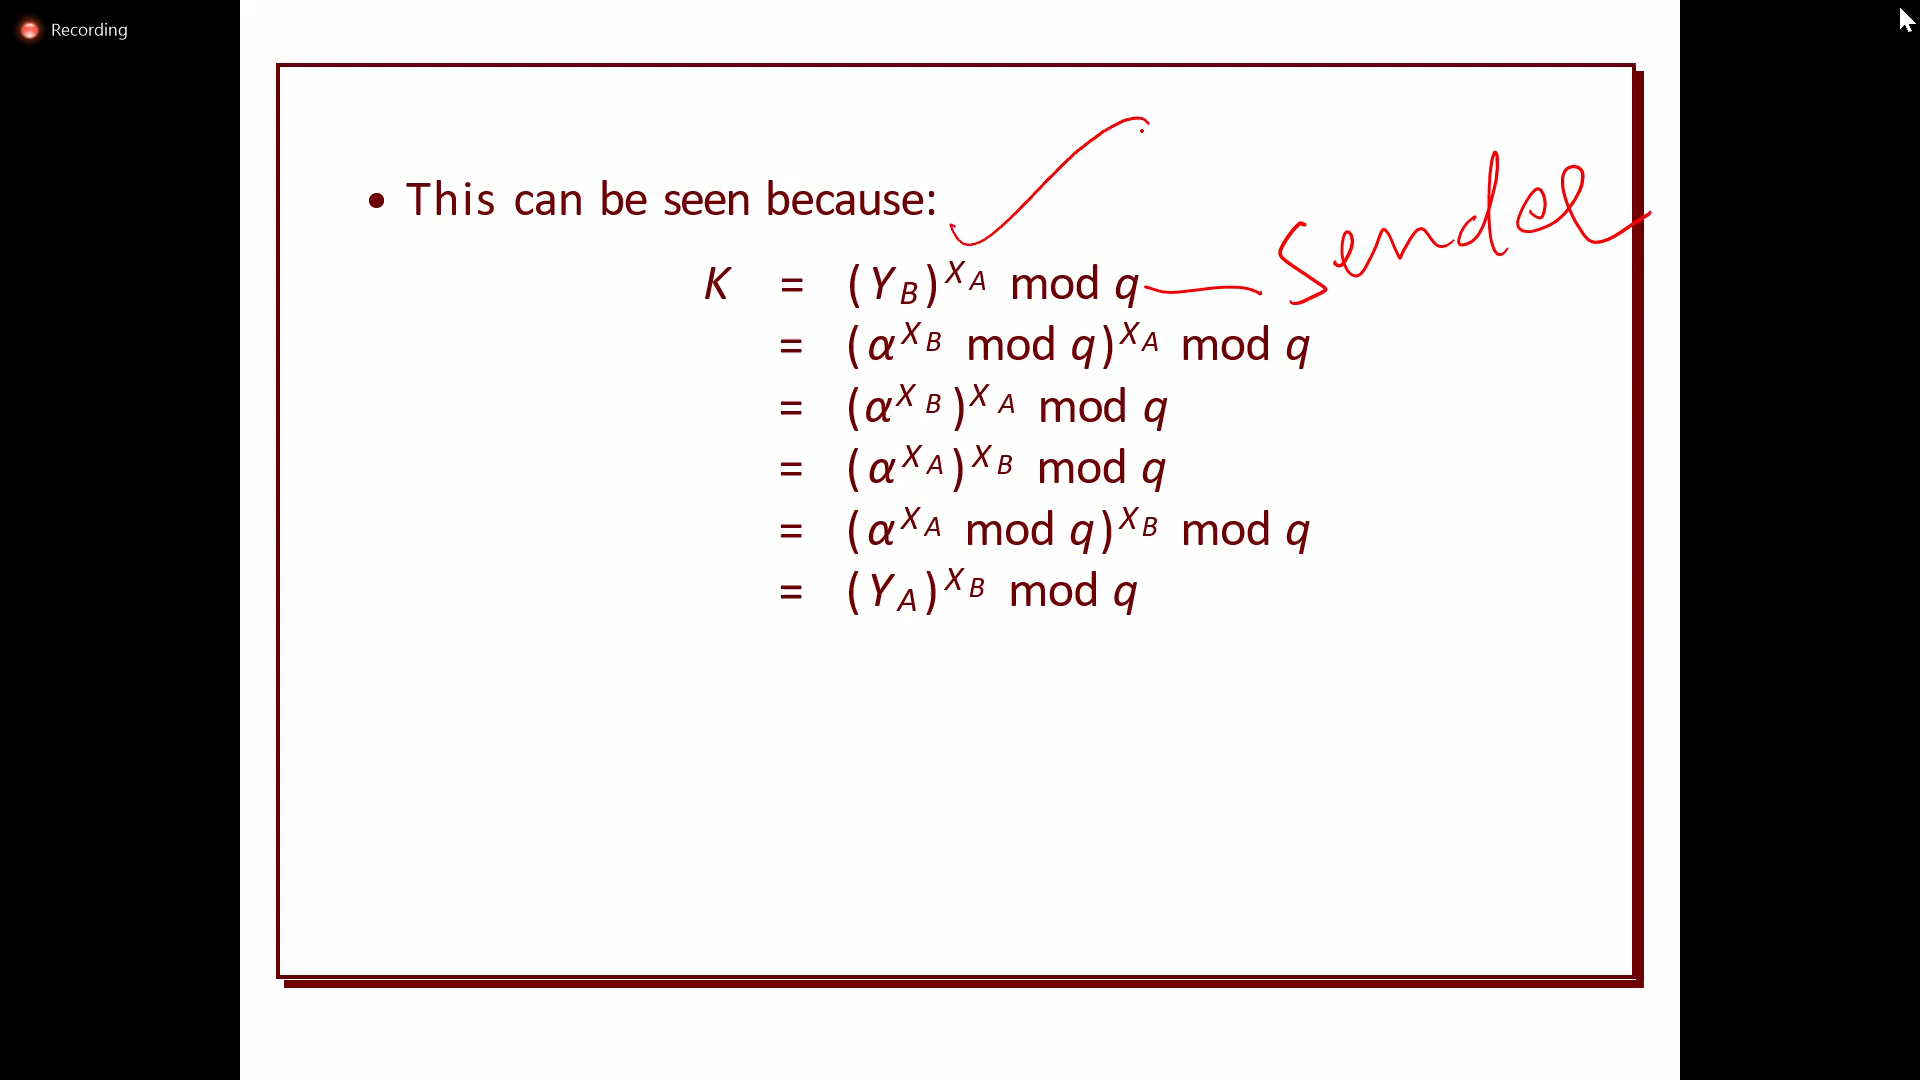 Recording
• This can be seen because:
K = (Y_B)^{X_A} mod q — Sender
= (α^{X_B} mod q)^{X_A} mod q
= (α^{X_B})^{X_A} mod q
= (α^{X_A})^{X_B} mod q
= (α^{X_A} mod q)^{X_B} mod q
= (Y_A)^{X_B} mod q